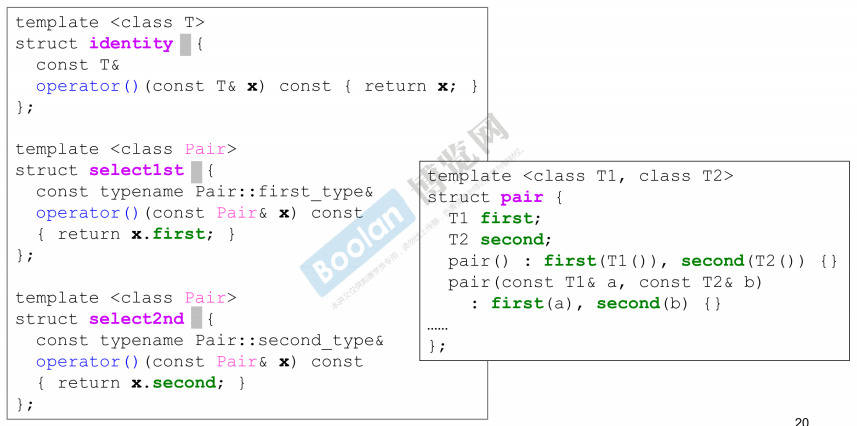 template <class T>
struct identity {
  const T&
  operator()(const T& x) const { return x; }
};
template <class Pair>
struct select1st {
  const typename Pair::first_type&
  operator()(const Pair& x) const
  { return x.first; }
};
template <class Pair>
struct select2nd {
  const typename Pair::second_type&
  operator()(const Pair& x) const
  { return x.second; }
};
template <class T1, class T2>
struct pair {
  T1 first;
  T2 second;
  pair() : first(T1()), second(T2()) {}
  pair(const T1& a, const T2& b)
    : first(a), second(b) {}
……
};
Boolan 博览网
20